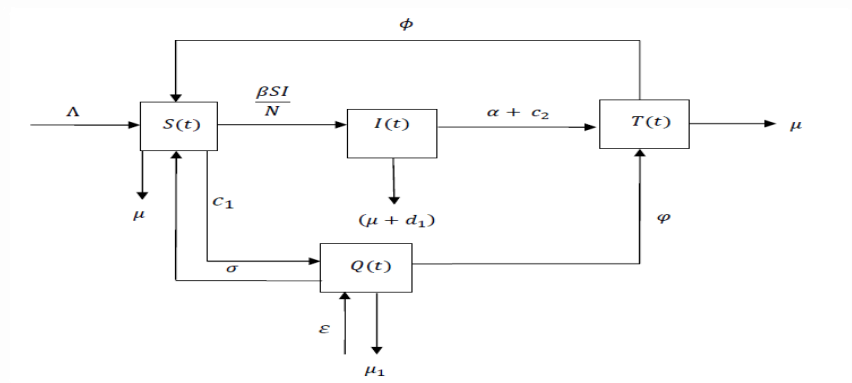 ϕ
Λ
S(t)
βSI
N
I(t)
α + c₂
T(t)
μ
μ
c₁
(μ + d₁)
φ
σ
Q(t)
ε
μ₁